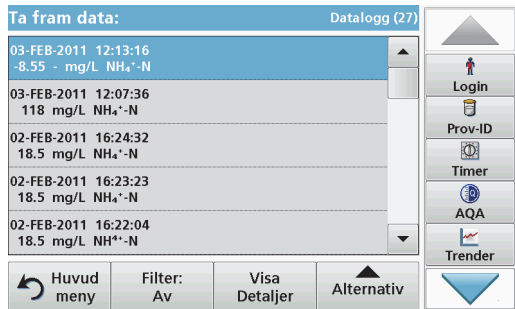 Ta fram data: Datalogg (27)
03-FEB-2011 12:13:16
-8.55 - mg/L NH₄⁺-N
03-FEB-2011 12:07:36
118 mg/L NH₄⁺-N
02-FEB-2011 16:24:32
18.5 mg/L NH₄⁺-N
02-FEB-2011 16:23:23
18.5 mg/L NH₄⁺-N
02-FEB-2011 16:22:04
18.5 mg/L NH⁴⁺-N
Huvud
meny
Filter:
Av
Visa
Detaljer
Alternativ
Login
Prov-ID
Timer
AQA
Trender